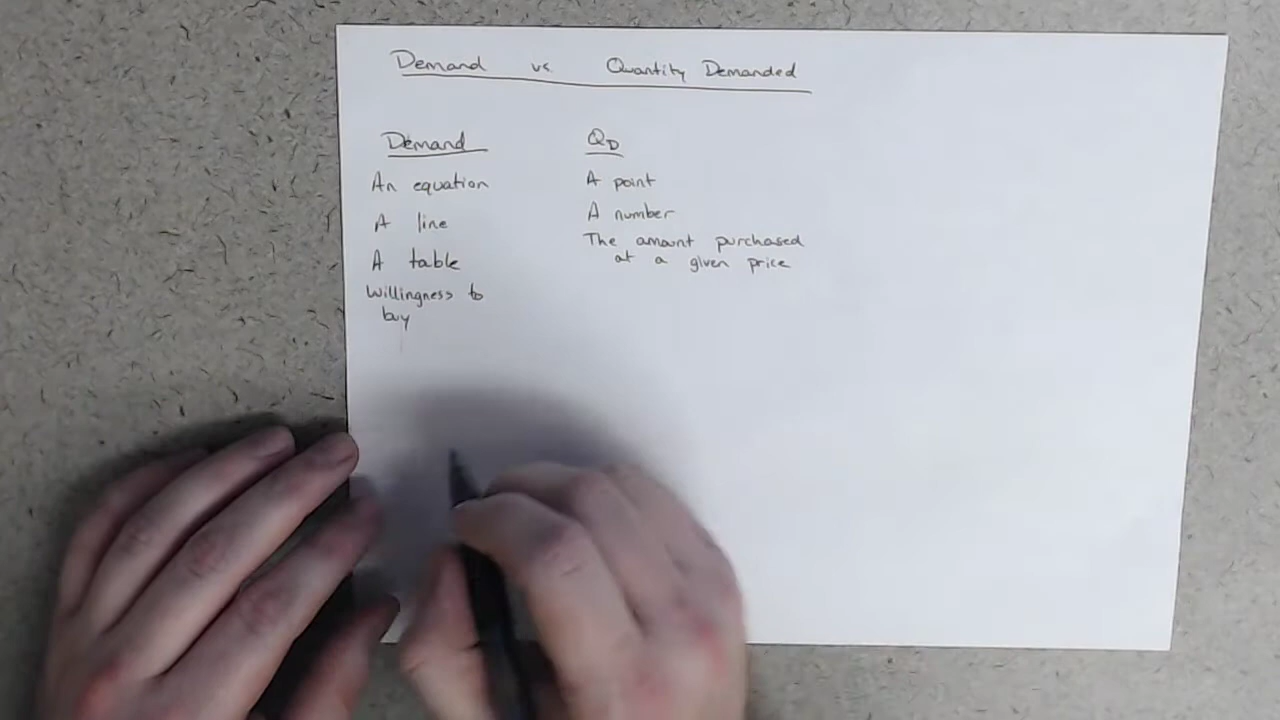 Demand vs Quantity Demanded
Demand
An equation
A line
A table
Willingness to
buy
QD
A point
A number
The amount purchased
at a given price